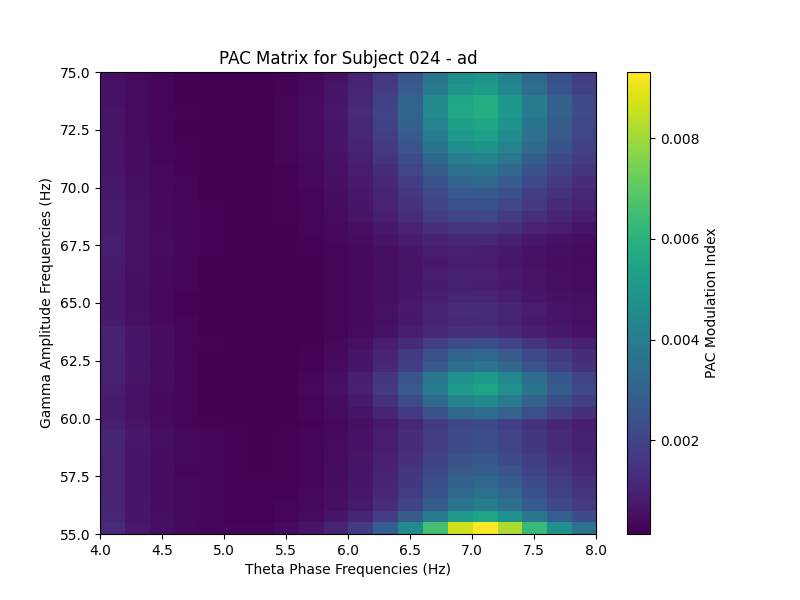 PAC Matrix for Subject 024 - ad
75.0
72.5
70.0
67.5
65.0
62.5
60.0
57.5
55.0
Gamma Amplitude Frequencies (Hz)
4.0 4.5 5.0 5.5 6.0 6.5 7.0 7.5 8.0
Theta Phase Frequencies (Hz)
0.008
0.006
0.004
0.002
PAC Modulation Index